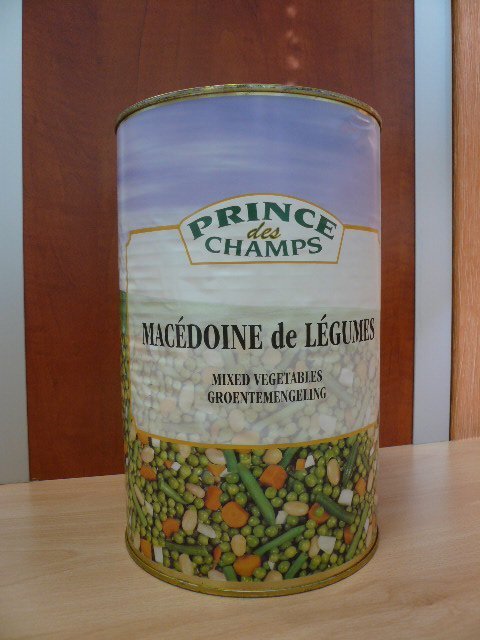 PRINCE
des
CHAMPS
MACÉDOINE de LÉGUMES
MIXED VEGETABLES
GROENTEMENGELING